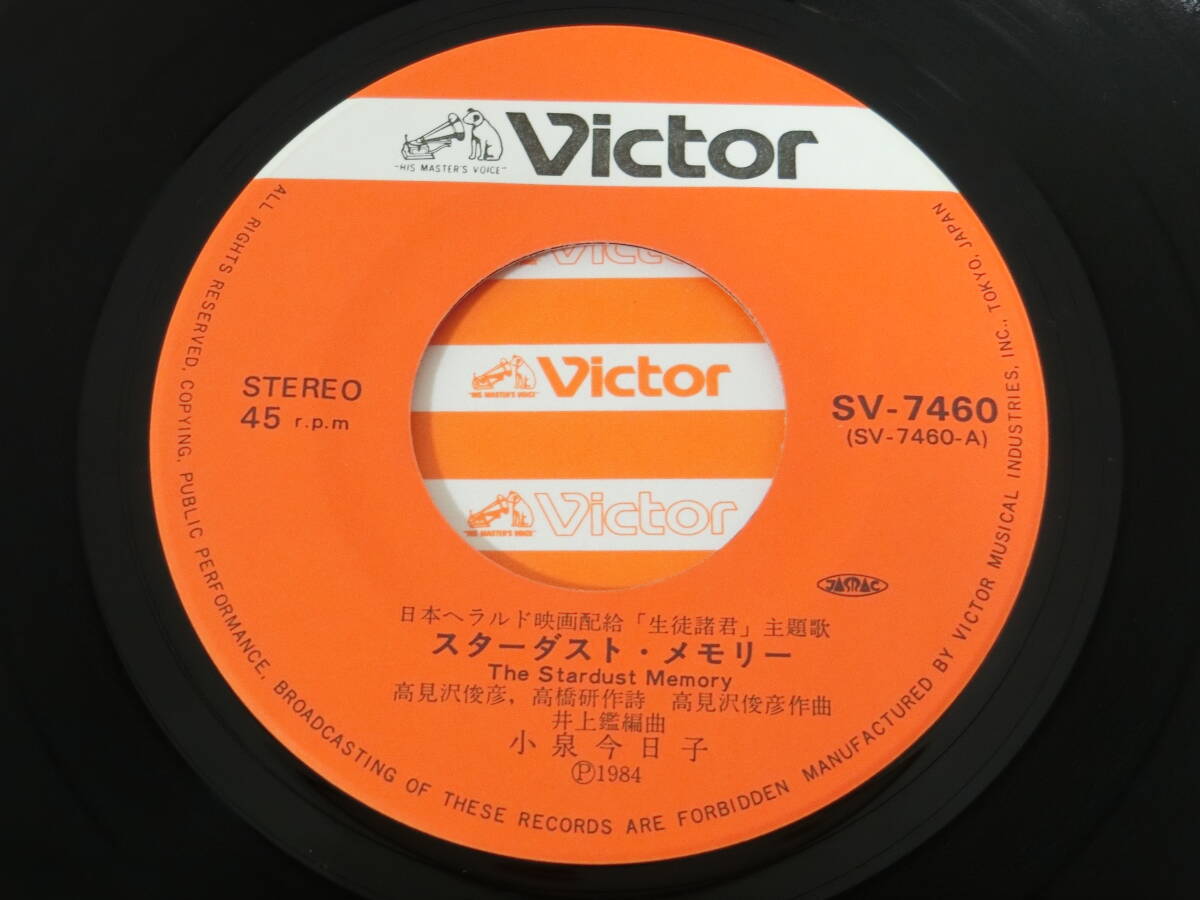 "HIS MASTER'S VOICE"
Victor
Victor
"HIS MASTER'S VOICE"
Victor
"HIS MASTER'S VOICE"
Victor
STEREO
45 r.p.m
SV-7460
(SV-7460-A)
JASRAC
日本ヘラルド映画配給「生徒諸君」主題歌
スターダスト・メモリー
The Stardust Memory
高見沢俊彦,高橋研作詩 高見沢俊彦作曲
井上鑑編曲
小泉今日子
Ⓟ1984
ALL RIGHTS RESERVED, COPYING, PUBLIC PERFORMANCE, BROADCASTING OF THESE RECORDS ARE FORBIDDEN MANUFACTURED BY VICTOR MUSICAL INDUSTRIES, INC., TOKYO, JAPAN